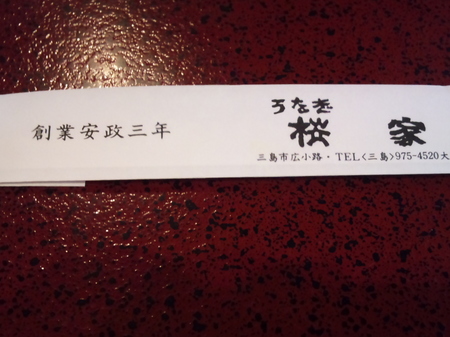 創業安政三年
うなぎ
桜家
三島市広小路・TEL〈三島〉975-4520大